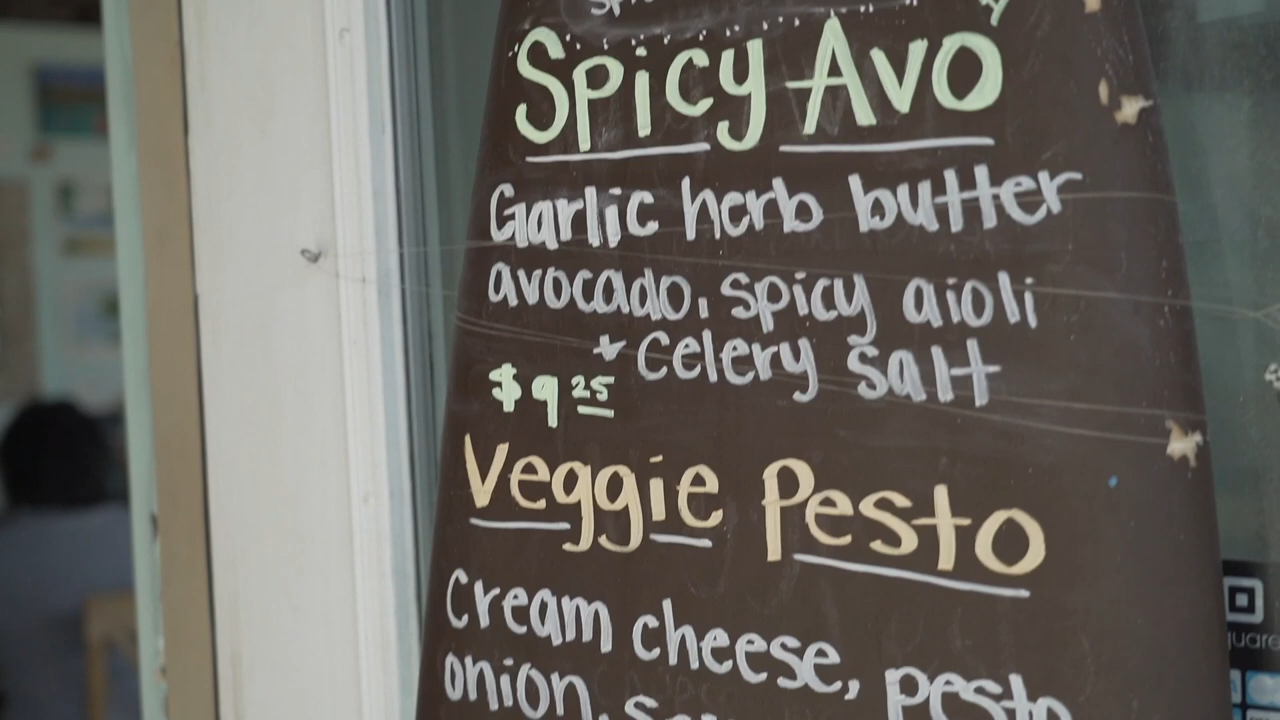 Spicy Avo
Garlic herb butter
avocado, spicy aioli
+ celery salt
$9 25
Veggie Pesto
Cream cheese, pesto
onion,